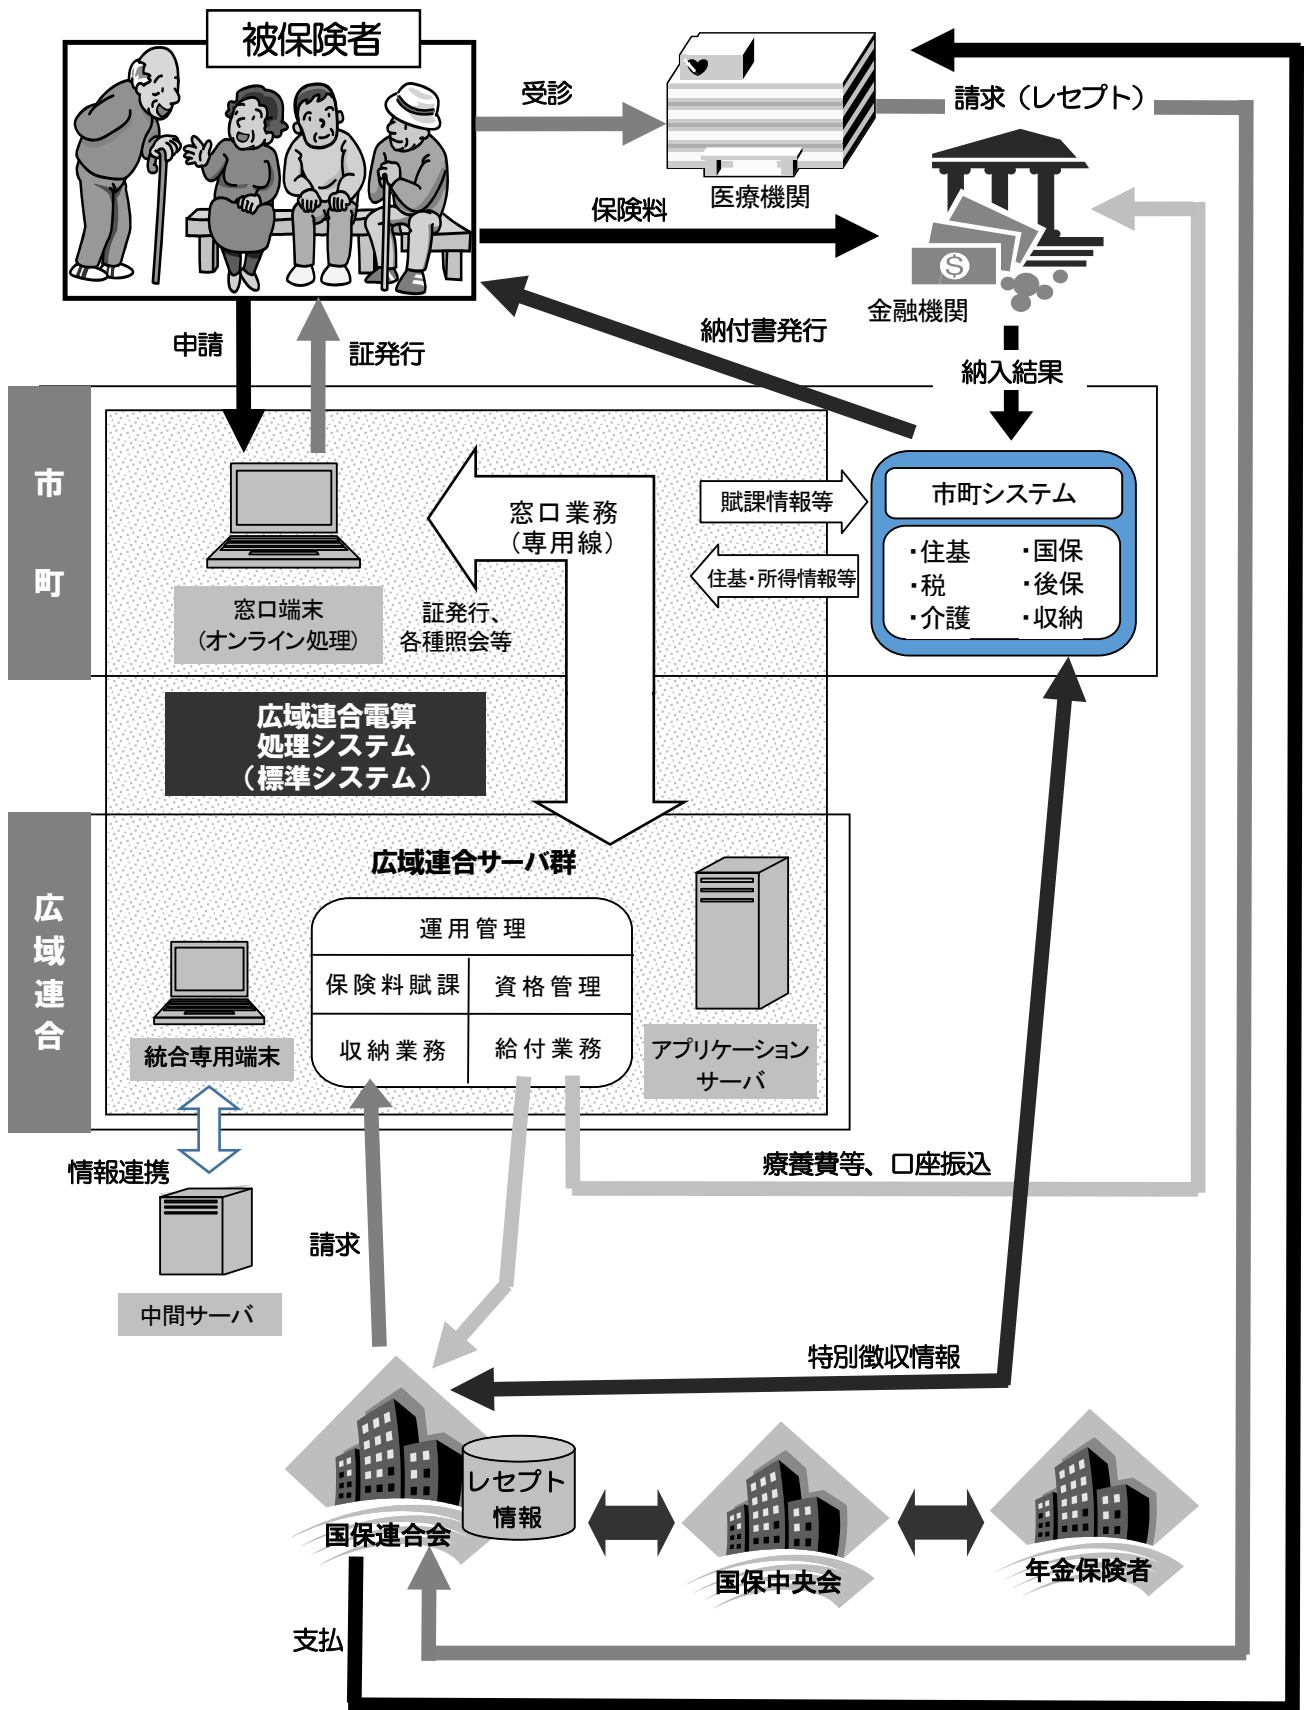 被保険者
受診
請求（レセプト）
医療機関
保険料
金融機関
納付書発行
申請
証発行
納入結果
市町
窓口業務
（専用線）
賦課情報等
住基・所得情報等
市町システム
・住基
・国保
・税
・後保
・介護
・収納
窓口端末
(オンライン処理)
証発行、
各種照会等
広域連合電算
処理システム
（標準システム）
広域連合
広域連合サーバ群
運用管理
保険料賦課
資格管理
収納業務
給付業務
統合専用端末
アプリケーション
サーバ
情報連携
療養費等、口座振込
請求
中間サーバ
特別徴収情報
レセプト
情報
国保連合会
国保中央会
年金保険者
支払